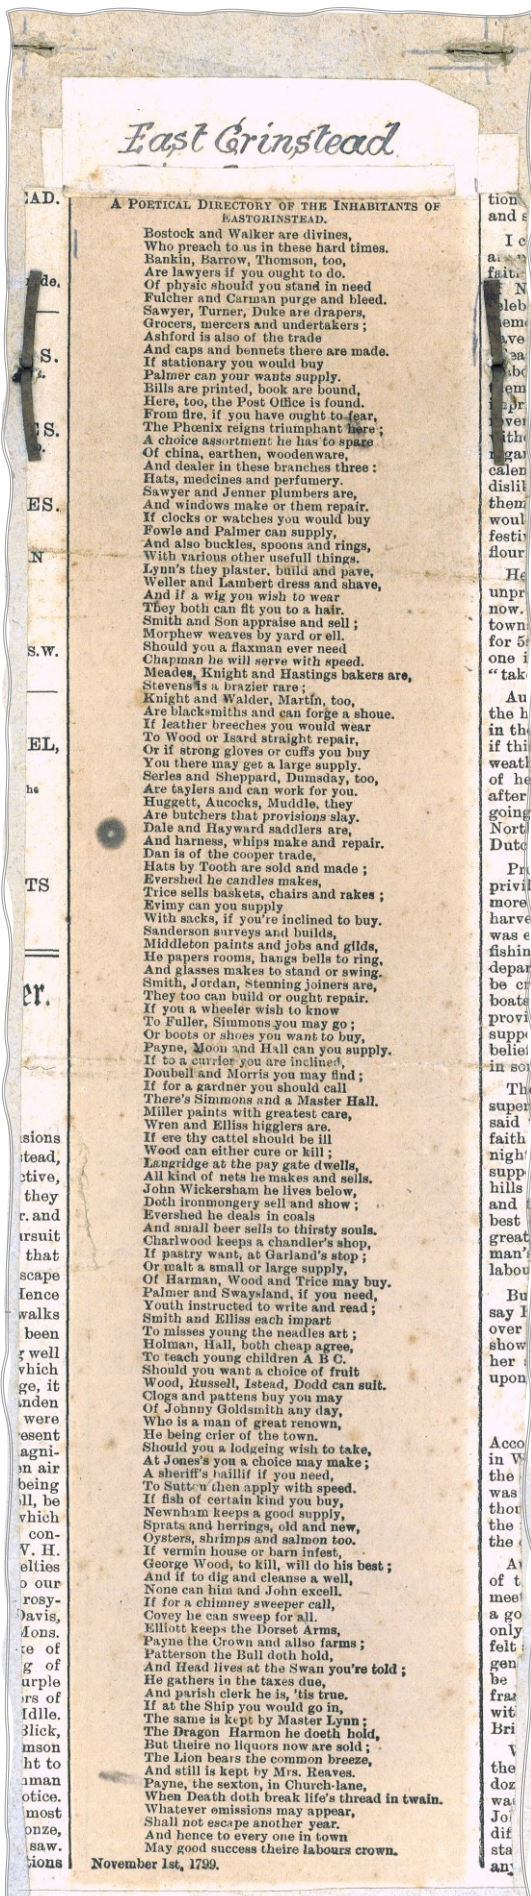 East Grinstead
A POETICAL DIRECTORY OF THE INHABITANTS OF
EASTGRINSTEAD.
Bostock and Walker are divines,
Who preach to us in these hard times.
Bankin, Barrow, Thomson, too,
Are lawyers if you ought to do.
Of physic should you stand in need
Fulcher and Carman purge and bleed.
Sawyer, Turner, Duke are drapers,
Grocers, mercers and undertakers ;
Ashford is also of the trade
And caps and bonnets there are made.
If stationary you would buy
Palmer can your wants supply.
Bills are printed, book are bound,
Here, too, the Post Office is found.
From fire, if you have ought to fear,
The Phœnix reigns triumphant here ;
A choice assortment he has to spare
Of china, earthen, woodenware,
And dealer in these branches three :
Hats, medcines and perfumery.
Sawyer and Jenner plumbers are,
And windows make or them repair.
If clocks or watches you would buy
Fowle and Palmer can supply,
And also buckles, spoons and rings,
With various other usefull things.
Lynn's they plaster, build and pave,
Weller and Lambert dress and shave,
And if a wig you wish to wear
They both can fit you to a hair.
Smith and Son appraise and sell ;
Morphew weaves by yard or ell.
Should you a flaxman ever need
Chapman he will serve with speed.
Meades, Knight and Hastings bakers are,
Stevens is a brazier rare ;
Knight and Walder, Martin, too,
Are blacksmiths and can forge a shoue.
If leather breeches you would wear
To Wood or Isard straight repair,
Or if strong gloves or cuffs you buy
You there may get a large supply.
Serles and Sheppard, Dumsday, too,
Are taylers and can work for you.
Huggett, Aucocks, Muddle, they
Are butchers that provisions slay.
Dale and Hayward saddlers are,
And harness, whips make and repair.
Dan is of the cooper trade,
Hats by Tooth are sold and made ;
Evershed he candles makes,
Trice sells baskets, chairs and rakes ;
Evimy can you supply
With sacks, if you're inclined to buy.
Sanderson surveys and builds,
Middleton paints and jobs and gilds,
He papers rooms, hangs bells to ring,
And glasses makes to stand or swing.
Smith, Jordan, Stenning joiners are,
They too can build or ought repair.
If you a wheeler wish to know
To Fuller, Simmons you may go ;
Or boots or shoes you want to buy,
Payne, Moon and Hall can you supply.
If to a currier you are inclined,
Doubell and Morris you may find ;
If for a gardner you should call
There's Simmons and a Master Hall.
Miller paints with greatest care,
Wren and Elliss higglers are.
If ere thy cattel should be ill
Wood can either cure or kill ;
Langridge at the pay gate dwells,
All kind of nets he makes and sells.
John Wickersham he lives below,
Doth ironmongery sell and show ;
Evershed he deals in coals
And small beer sells to thirsty souls.
Charlwood keeps a chandler's shop,
If pastry want, at Garland's stop ;
Or malt a small or large supply,
Of Harman, Wood and Trice may buy.
Palmer and Swaysland, if you need,
Youth instructed to write and read ;
Smith and Elliss each impart
To misses young the neadles art ;
Holman, Hall, both cheap agree,
To teach young children A B C.
Should you want a choice of fruit
Wood, Russell, Istead, Dodd can suit.
Clogs and pattens buy you may
Of Johnny Goldsmith any day,
Who is a man of great renown,
He being crier of the town.
Should you a lodgeing wish to take,
At Jones's you a choice may make ;
A sheriff's baillif if you need,
To Sutton then apply with speed.
If fish of certain kind you buy,
Newnham keeps a good supply,
Sprats and herrings, old and new,
Oysters, shrimps and salmon too.
If vermin house or barn infest,
George Wood, to kill, will do his best ;
And if to dig and cleanse a well,
None can him and John excell.
If for a chimney sweeper call,
Covey he can sweep for all.
Elliott keeps the Dorset Arms,
Payne the Crown and allso farms ;
Patterson the Bull doth hold,
And Head lives at the Swan you're told ;
He gathers in the taxes due,
And parish clerk he is, 'tis true.
If at the Ship you would go in,
The same is kept by Master Lynn ;
The Dragon Harmon he doeth hold,
But theire no liquors now are sold ;
The Lion bears the common breeze,
And still is kept by Mrs. Reaves.
Payne, the sexton, in Church-lane,
When Death doth break life's thread in twain.
Whatever omissions may appear,
Shall not escape another year.
And hence to every one in town
May good success theire labours crown.
November 1st, 1799.